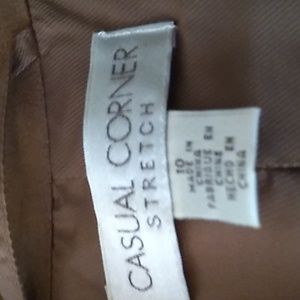 CASUAL CORNER
STRETCH
10
MADE IN
CHINA
FABRIQUE EN
CHINE
HECHO EN
CHINA